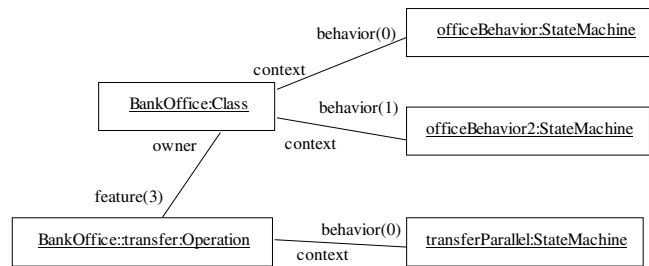 behavior(0)
officeBehavior:StateMachine
context
BankOffice:Class
behavior(1)
officeBehavior2:StateMachine
context
owner
feature(3)
BankOffice::transfer:Operation
behavior(0)
transferParallel:StateMachine
context